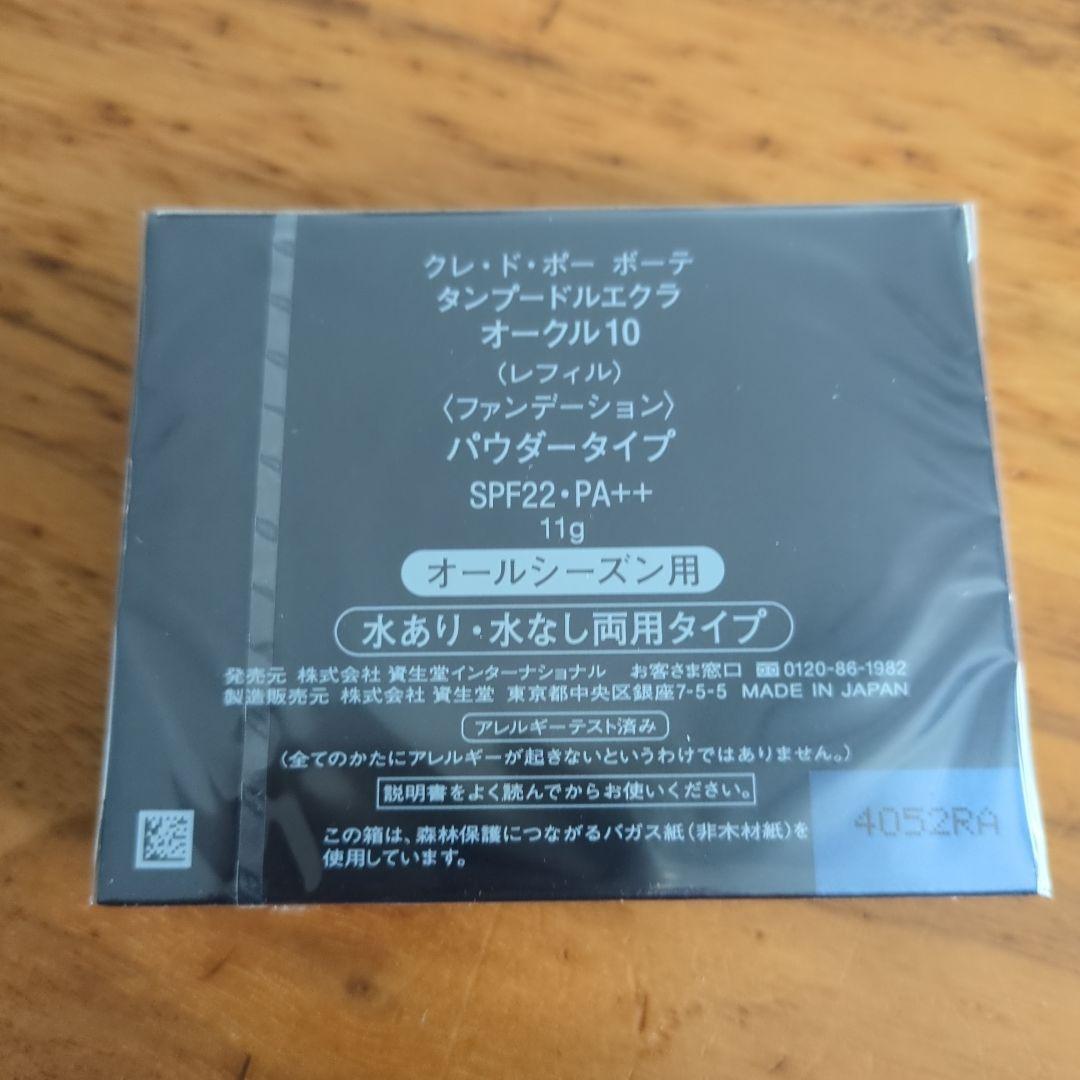 クレ・ド・ポー ボーテ
タンプードルエクラ
オークル10
（レフィル）
〈ファンデーション〉
パウダータイプ
SPF22・PA++
11g
オールシーズン用
水あり・水なし両用タイプ
発売元 株式会社 資生堂インターナショナル お客さま窓口 0120-86-1982
製造販売元 株式会社 資生堂 東京都中央区銀座7-5-5 MADE IN JAPAN
アレルギーテスト済み
（全てのかたにアレルギーが起きないというわけではありません。）
説明書をよく読んでからお使いください。
この箱は、森林保護につながるバガス紙（非木材紙）を
使用しています。
4052RA